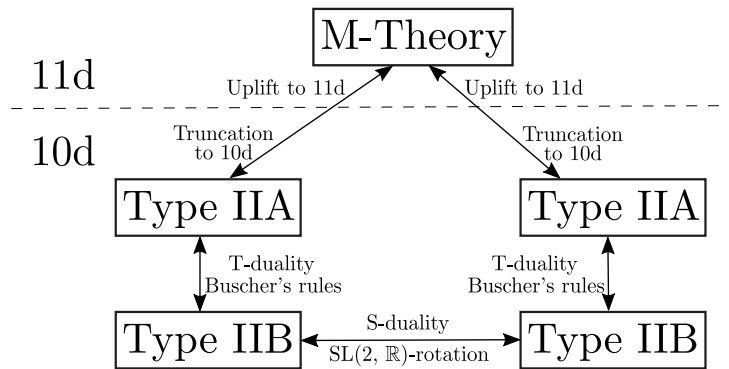 M-Theory
11d
Uplift to 11d
Uplift to 11d
10d
Truncation
to 10d
Truncation
to 10d
Type IIA
Type IIA
T-duality
Buscher's rules
T-duality
Buscher's rules
Type IIB
S-duality
SL(2, ℝ)-rotation
Type IIB